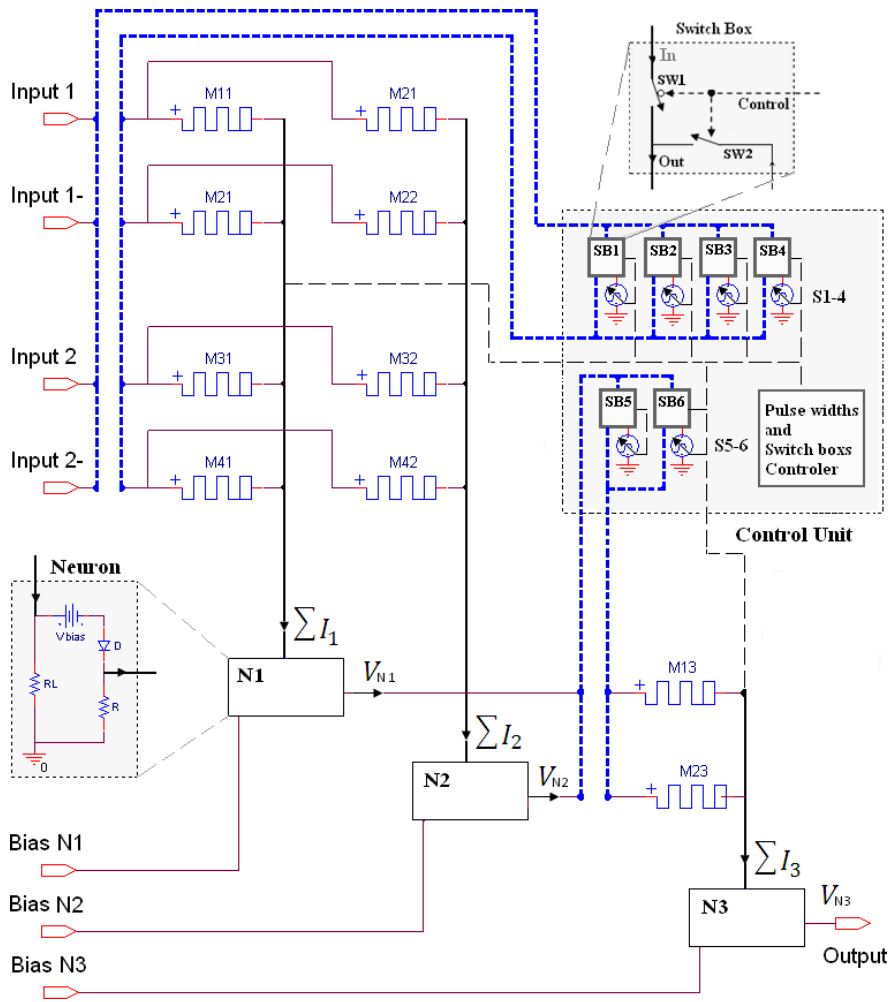 Switch Box
In
SW1
Control
Out
SW2
Input 1
+
M11
M21
+
Input 1-
+
M21
M22
+
SB1
SB2
SB3
SB4
S1-4
Input 2
+
M31
M32
+
SB5
SB6
S5-6
Pulse widths
and
Switch boxs
Controler
Input 2-
+
M41
M42
+
Control Unit
Neuron
Vbias
D
RL
R
0
∑ I1
N1
VN1
M13
+
∑ I2
N2
VN2
M23
+
Bias N1
∑ I3
Bias N2
N3
VN3
Output
Bias N3